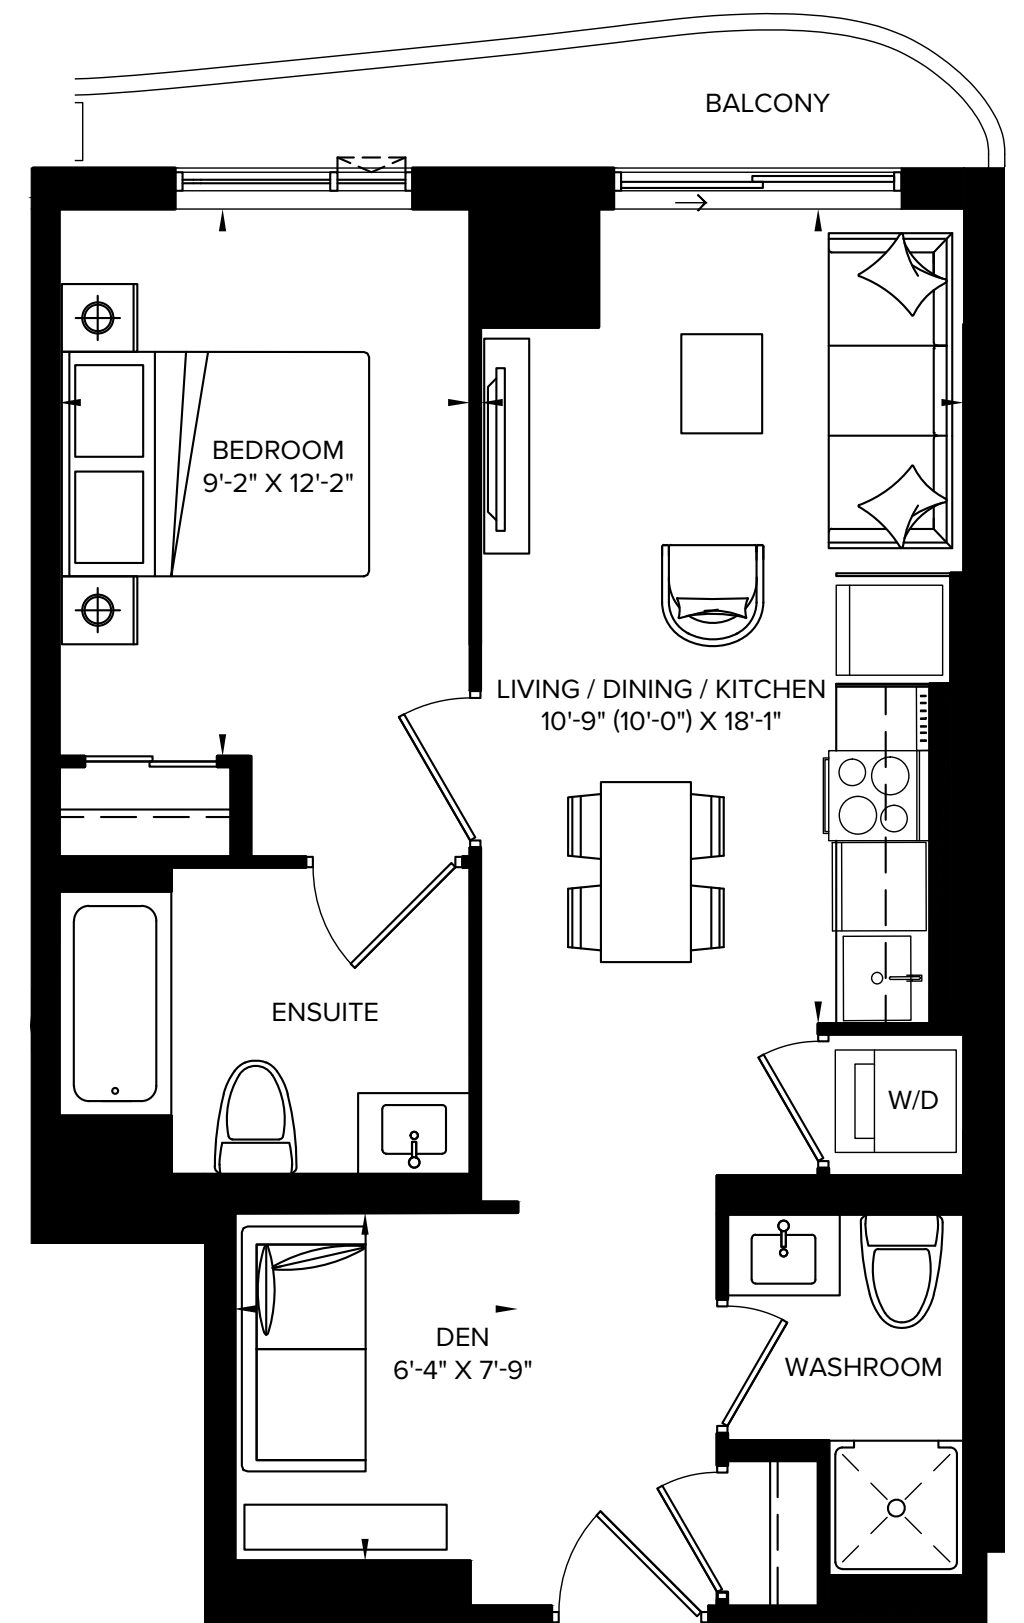 BALCONY
BEDROOM
9'-2" X 12'-2"
LIVING / DINING / KITCHEN
10'-9" (10'-0") X 18'-1"
ENSUITE
W/D
DEN
6'-4" X 7'-9"
WASHROOM